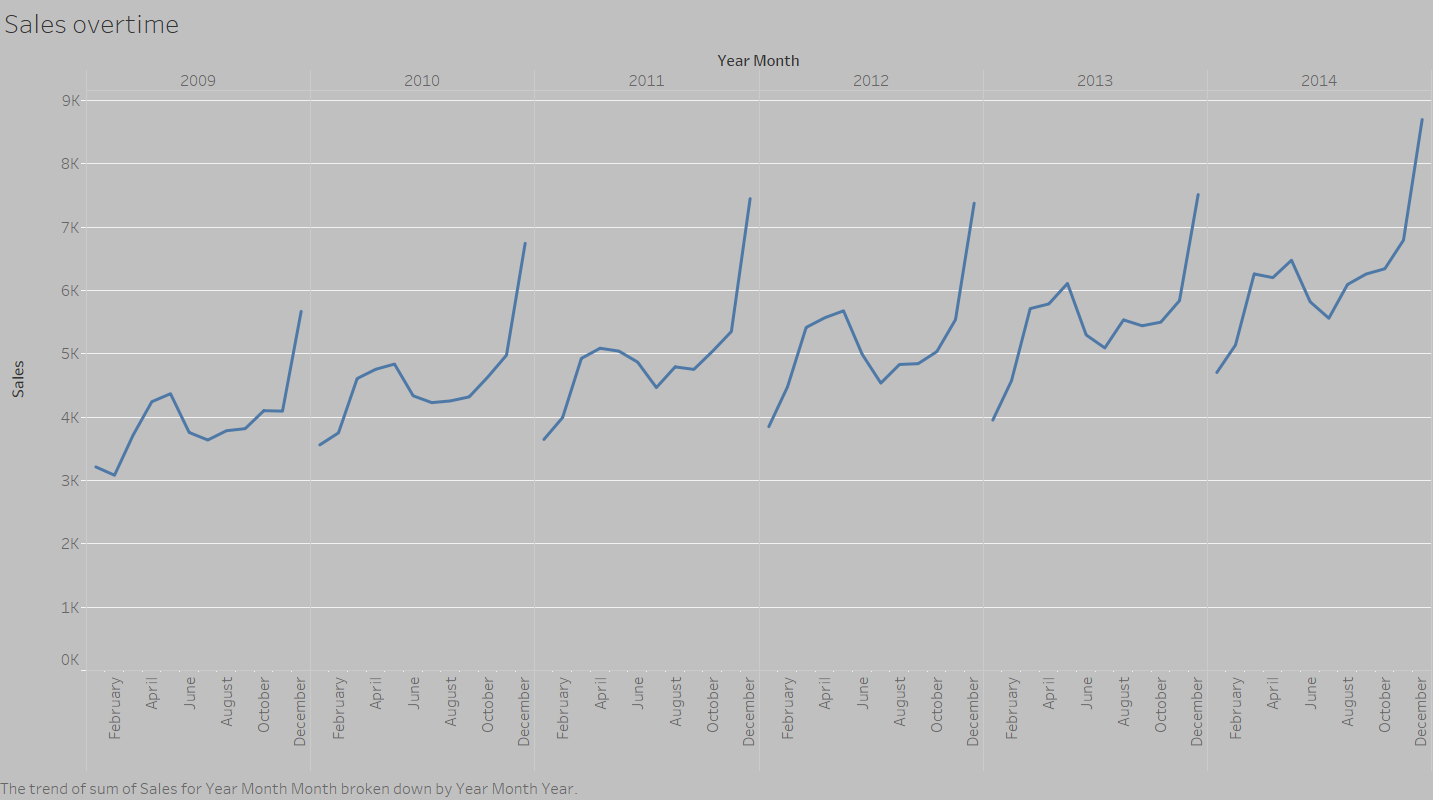 Sales overtime
Year Month
2009 2010 2011 2012 2013 2014
9K
8K
7K
6K
5K
4K
3K
2K
1K
0K
Sales
February April June August October December February April June August October December February April June August October December February April June August October December February April June August October December February April June August October December
The trend of sum of Sales for Year Month Month broken down by Year Month Year.